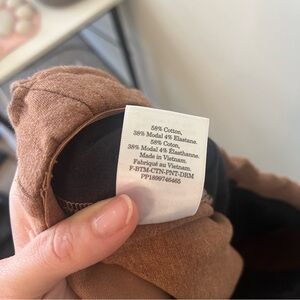 58% Cotton,
38% Modal 4% Elastane.
58% Coton,
38% Modal 4% Élasthanne.
Made in Vietnam.
Fabriqué au Vietnam.
F-BTM-CTN-PNT-DRM
PP1899746465